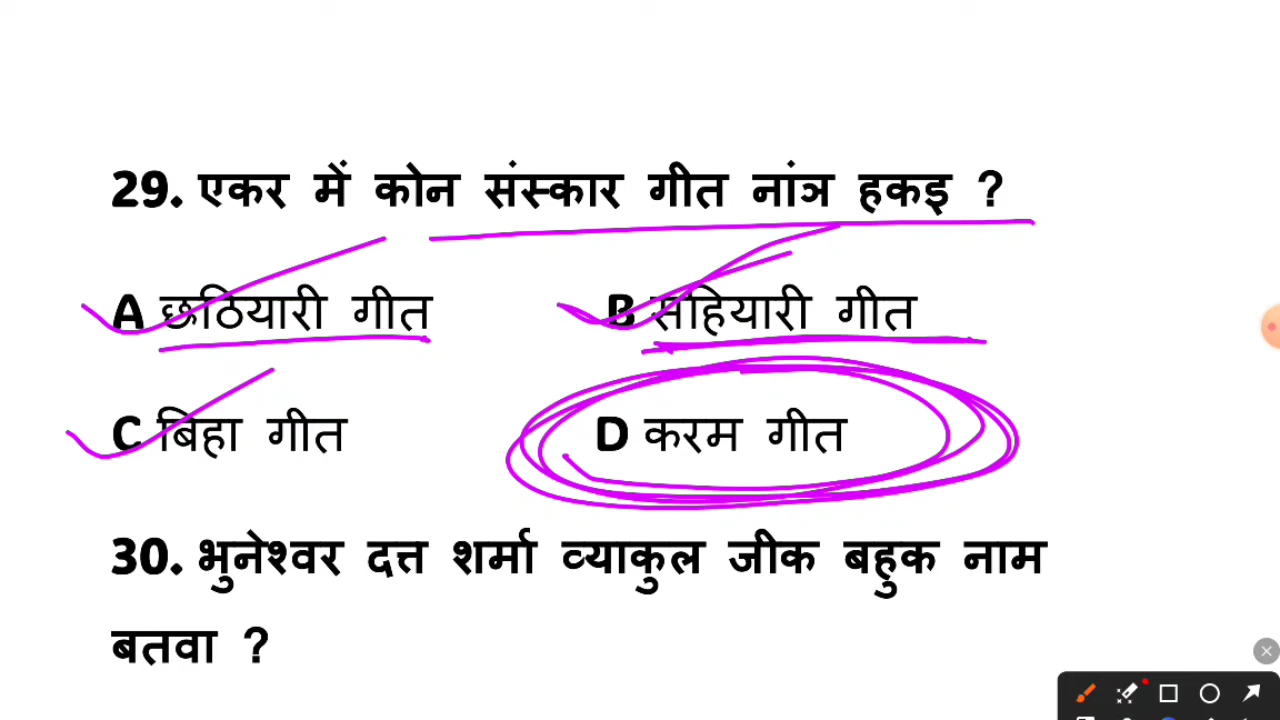 29. एकर में कोन संस्कार गीत नांञ हकइ ?
A छठियारी गीत B सहियारी गीत
C बिहा गीत D करम गीत
30. भुनेश्वर दत्त शर्मा व्याकुल जीक बहुक नाम
बतवा ?